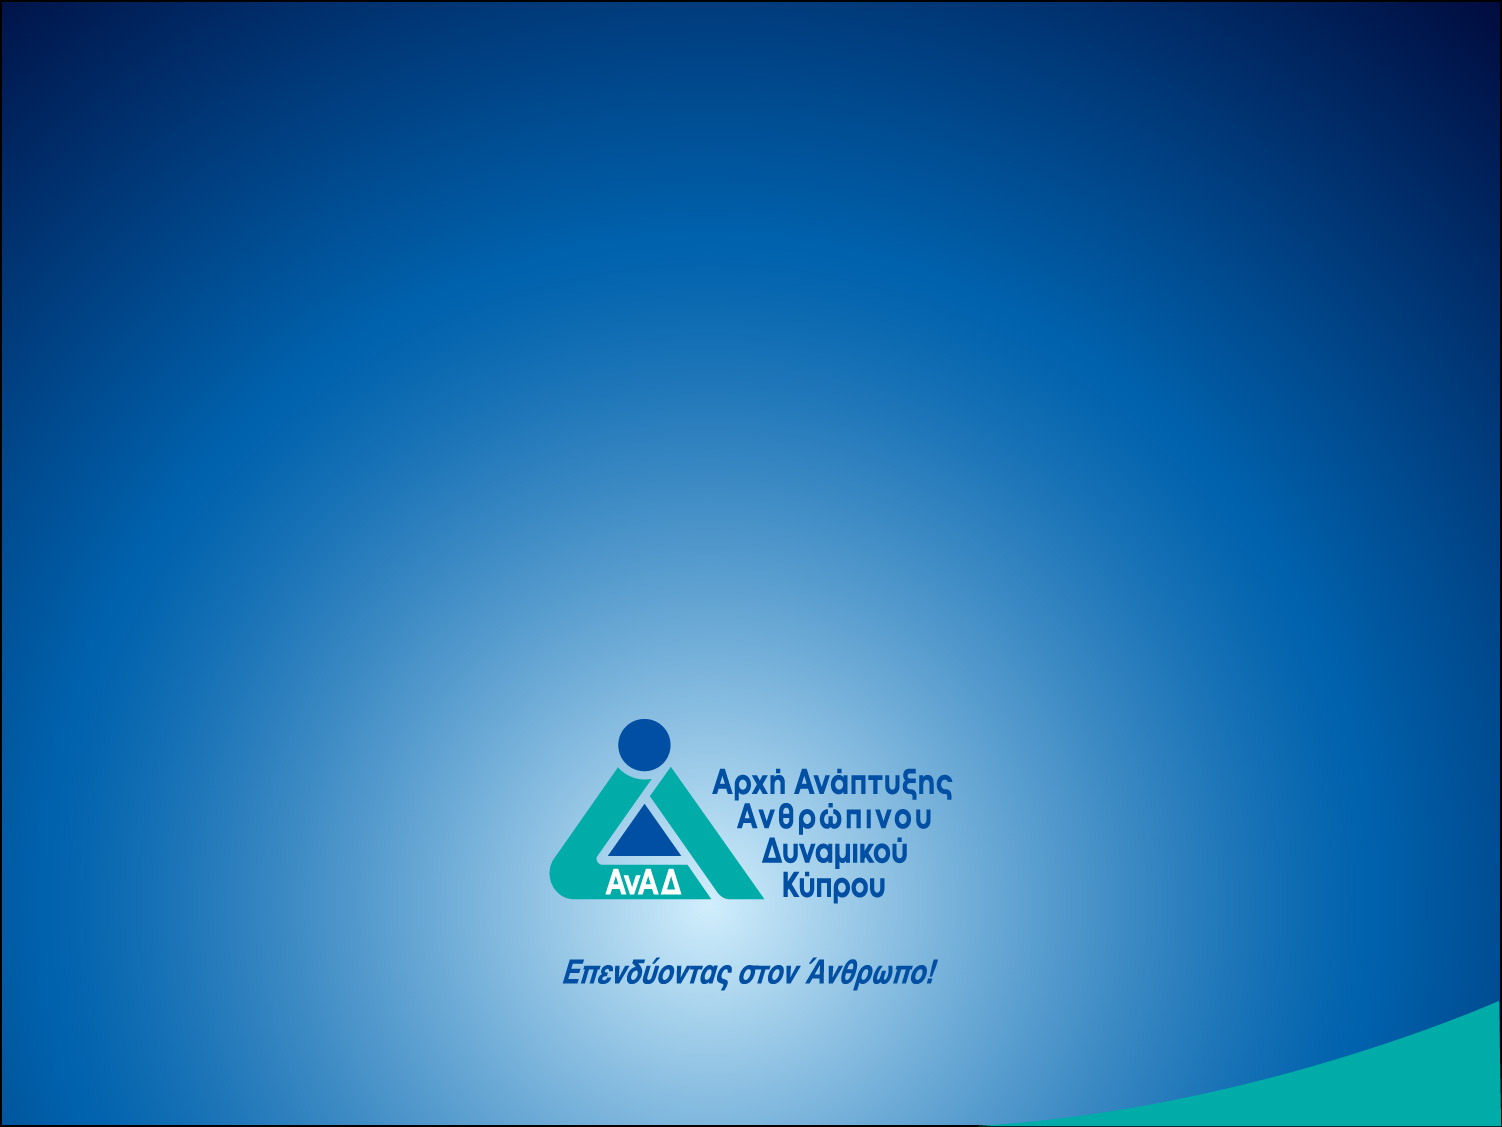 Αρχή Ανάπτυξης
Ανθρώπινου
Δυναμικού
Κύπρου
ΑνΑΔ
Επενδύοντας στον Άνθρωπο!